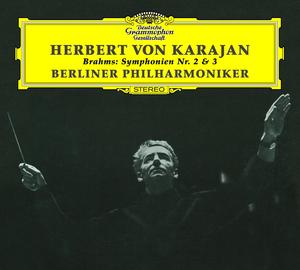 Deutsche
Grammophon
Gesellschaft
HERBERT VON KARAJAN
Brahms: Symphonien Nr. 2 & 3
BERLINER PHILHARMONIKER
STEREO